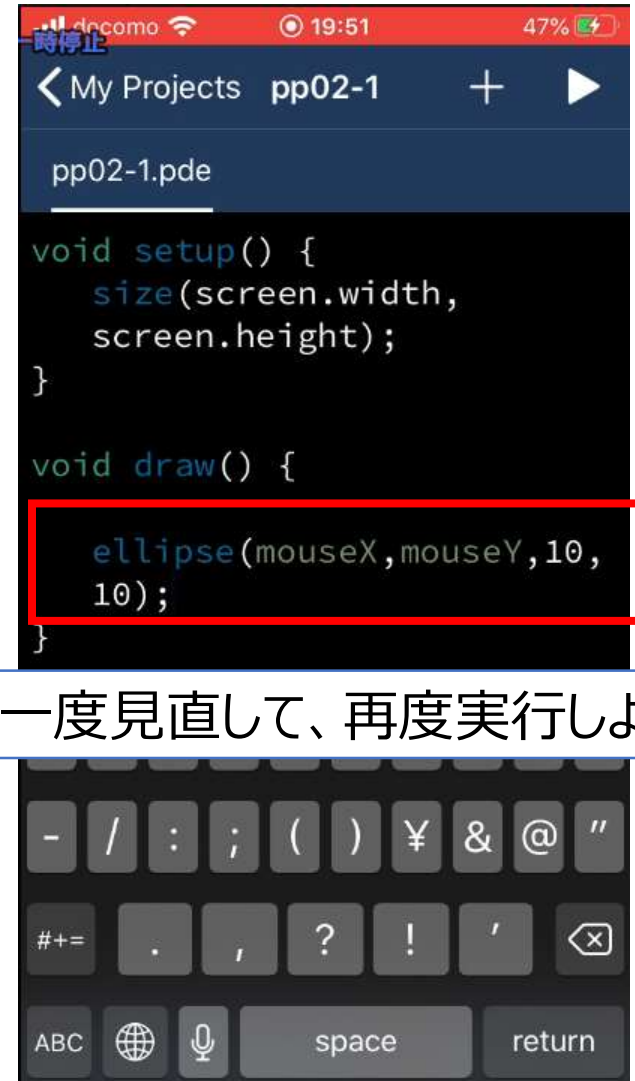 docomo 19:51 47%
一時停止
My Projects pp02-1 +
pp02-1.pde
void setup() {
size(screen.width,
screen.height);
}
void draw() {
ellipse(mouseX,mouseY,10,
10);
}
一度見直して、再度実行しよ
- / : ; ( ) ¥ & @ "
#+= . , ? ! '
ABC space return